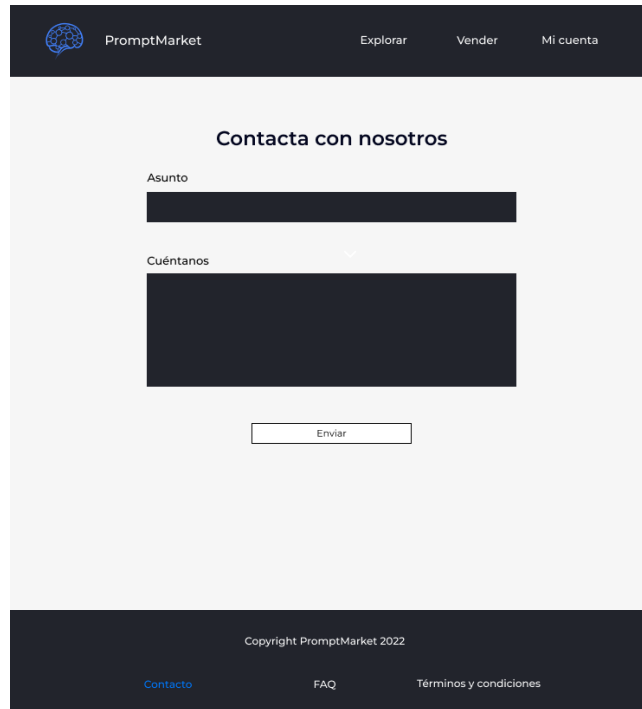 PromptMarket Explorar Vender Mi cuenta
Contacta con nosotros
Asunto
Cuéntanos
Enviar
Copyright PromptMarket 2022
Contacto FAQ Términos y condiciones